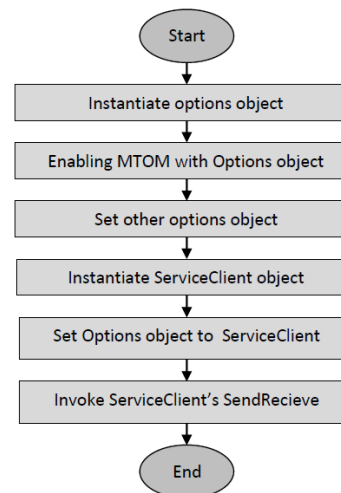 Start
Instantiate options object
Enabling MTOM with Options object
Set other options object
Instantiate ServiceClient object
Set Options object to ServiceClient
Invoke ServiceClient's SendRecieve
End